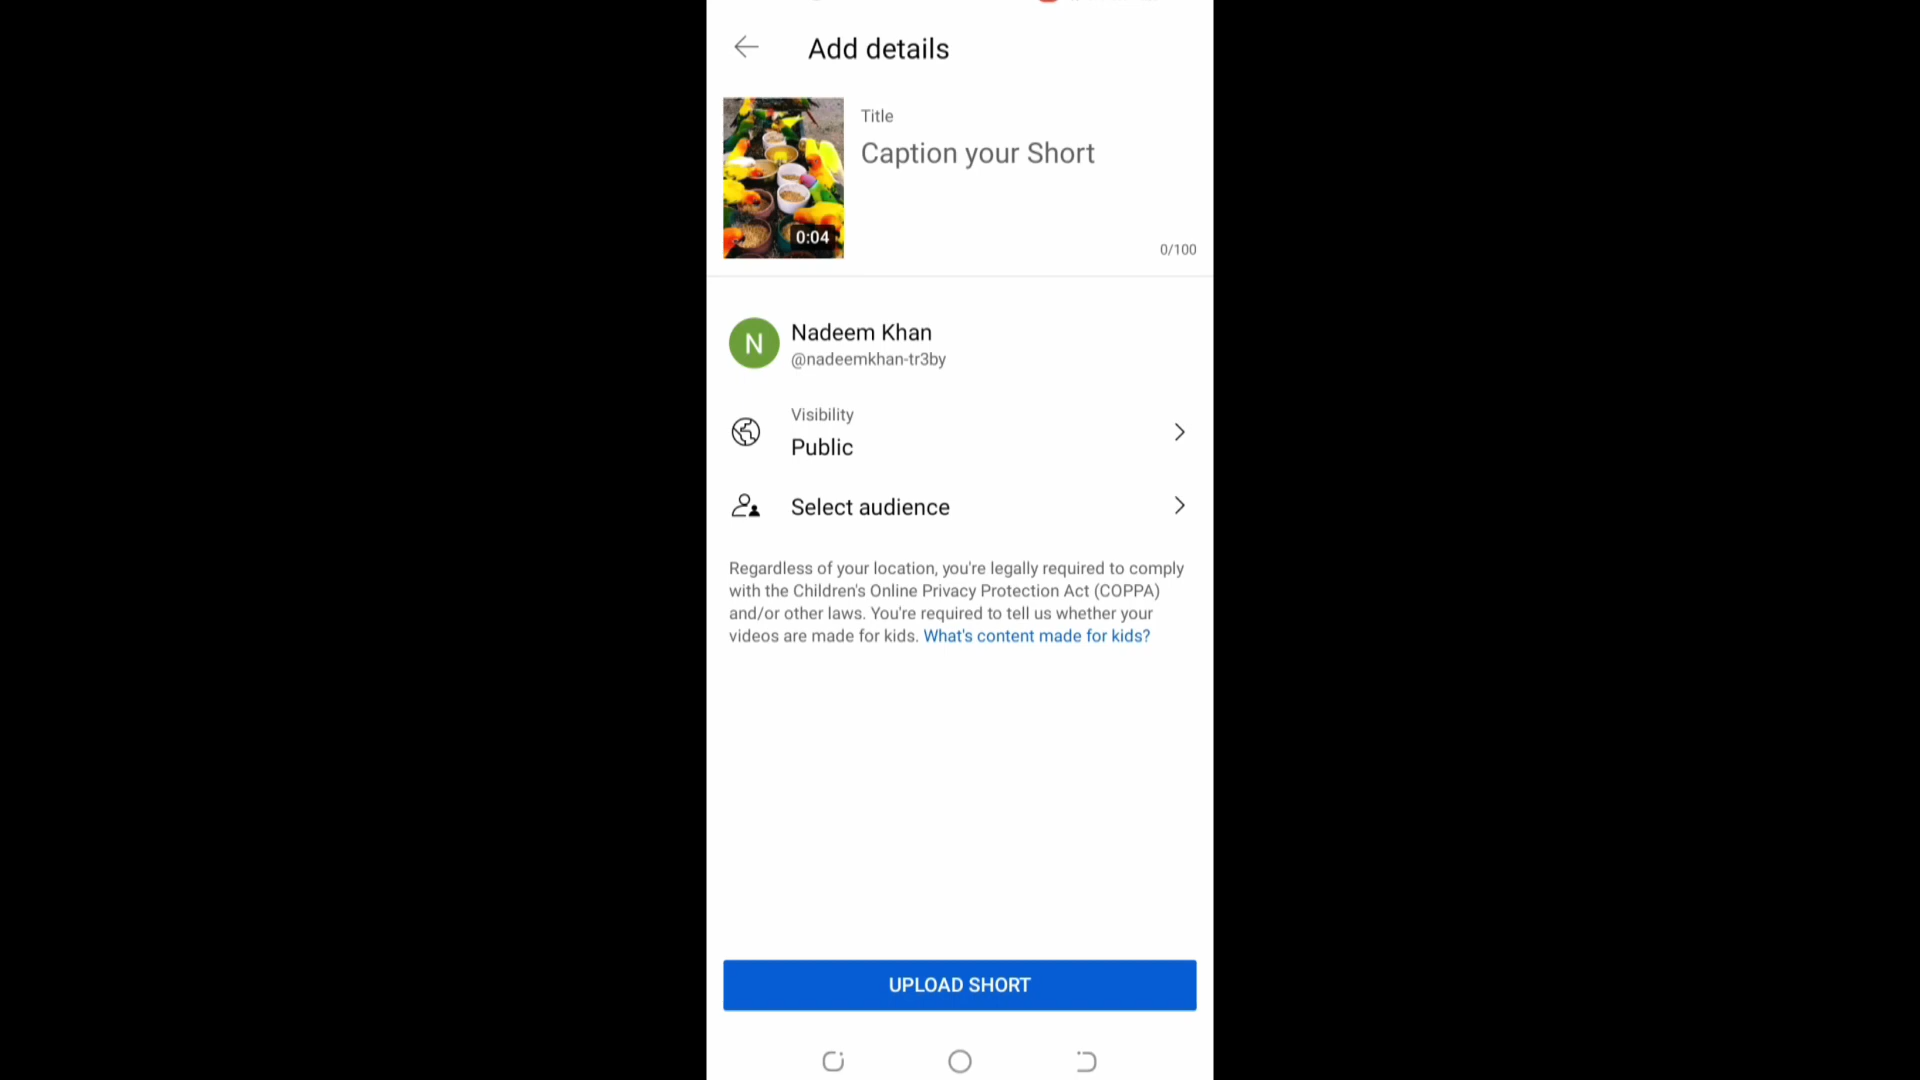 Add details
Title
Caption your Short
0:04
0/100
N
Nadeem Khan
@nadeemkhan-tr3by
Visibility
Public
Select audience
Regardless of your location, you're legally required to comply
with the Children's Online Privacy Protection Act (COPPA)
and/or other laws. You're required to tell us whether your
videos are made for kids. What's content made for kids?
UPLOAD SHORT